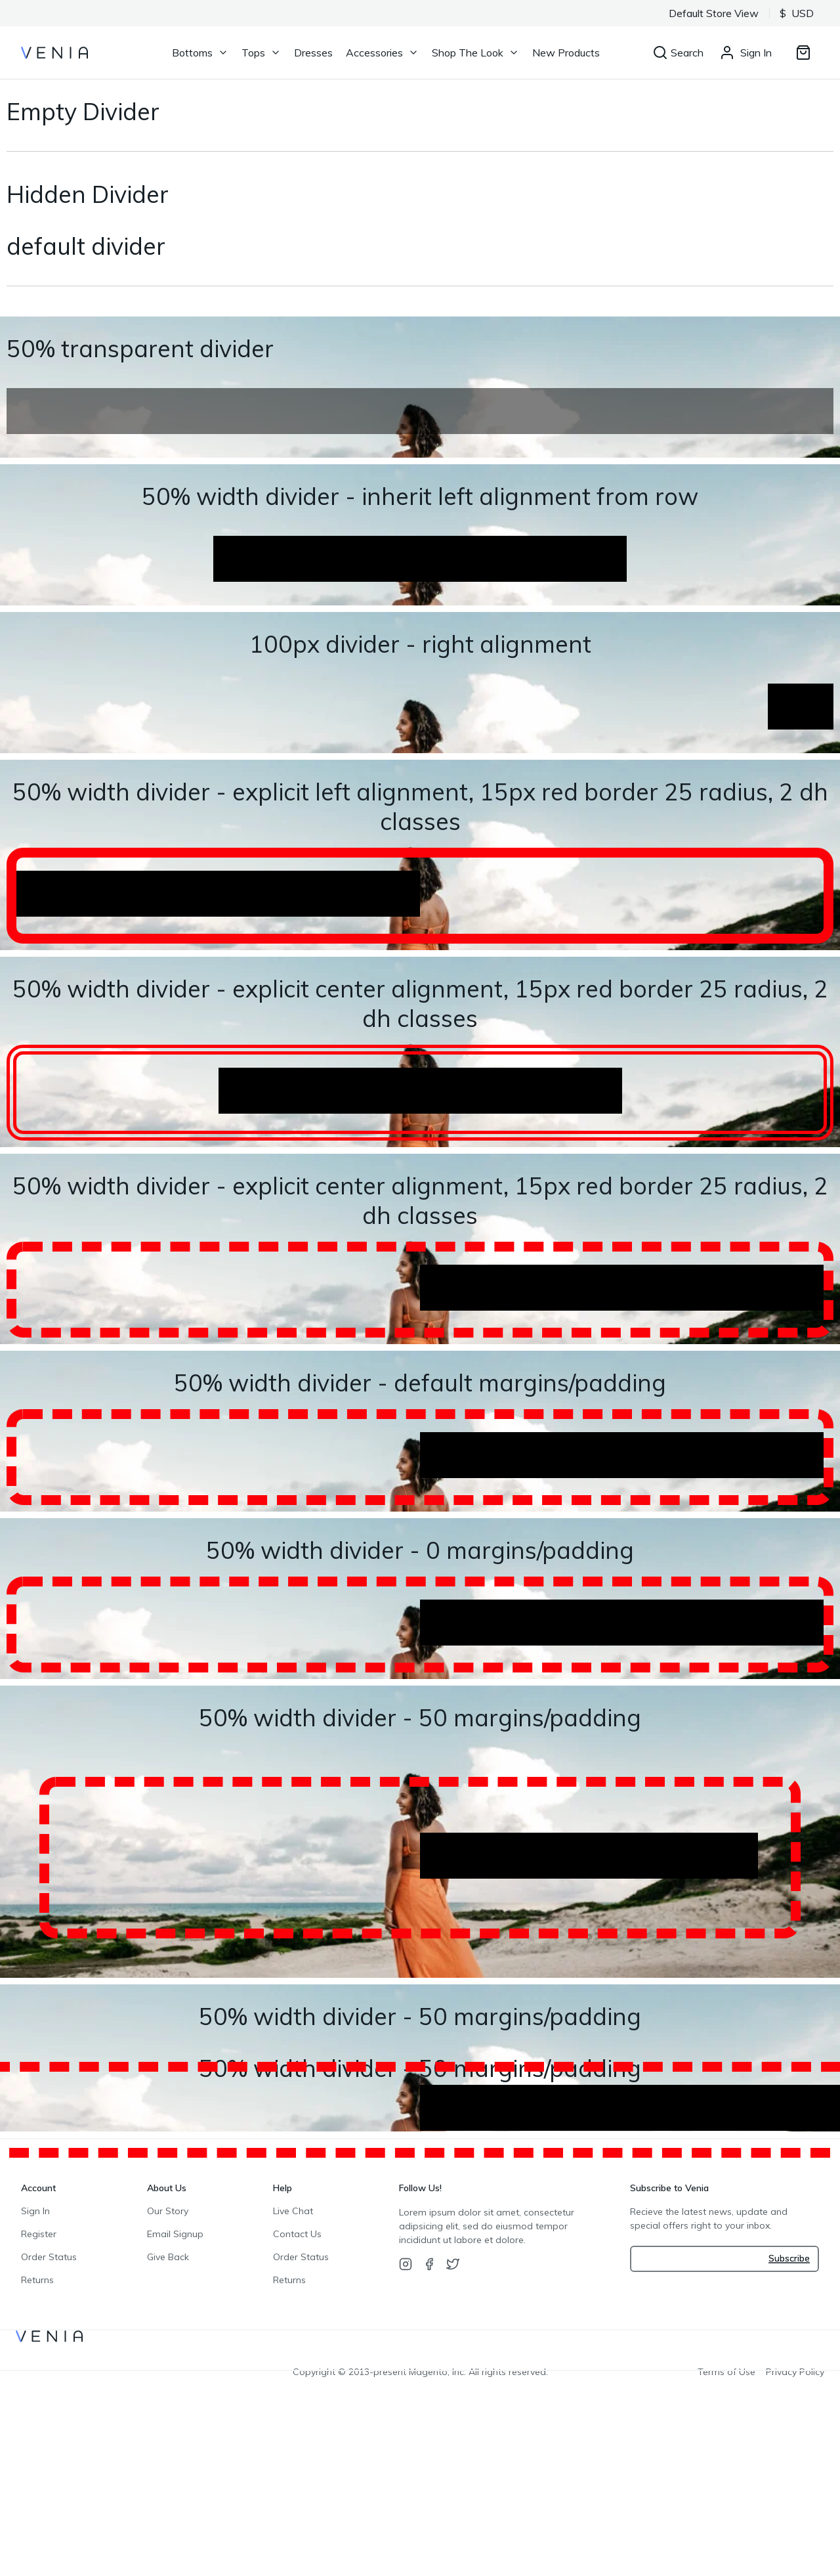 Default Store View
$ USD
VENIA
Bottoms
Tops
Dresses
Accessories
Shop The Look
New Products
Search
Sign In
Empty Divider
Hidden Divider
default divider
50% transparent divider
50% width divider - inherit left alignment from row
100px divider - right alignment
50% width divider - explicit left alignment, 15px red border 25 radius, 2 dh
classes
50% width divider - explicit center alignment, 15px red border 25 radius, 2
dh classes
50% width divider - explicit center alignment, 15px red border 25 radius, 2
dh classes
50% width divider - default margins/padding
50% width divider - 0 margins/padding
50% width divider - 50 margins/padding
50% width divider - 50 margins/padding
50% width divider - 50 margins/padding
Account
Sign In
Register
Order Status
Returns
About Us
Our Story
Email Signup
Give Back
Help
Live Chat
Contact Us
Order Status
Returns
Follow Us!
Lorem ipsum dolor sit amet, consectetur
adipsicing elit, sed do eiusmod tempor
incididunt ut labore et dolore.
Subscribe to Venia
Recieve the latest news, update and
special offers right to your inbox.
Subscribe
VENIA
Copyright © 2013-present Magento, Inc. All rights reserved.
Terms of Use
Privacy Policy